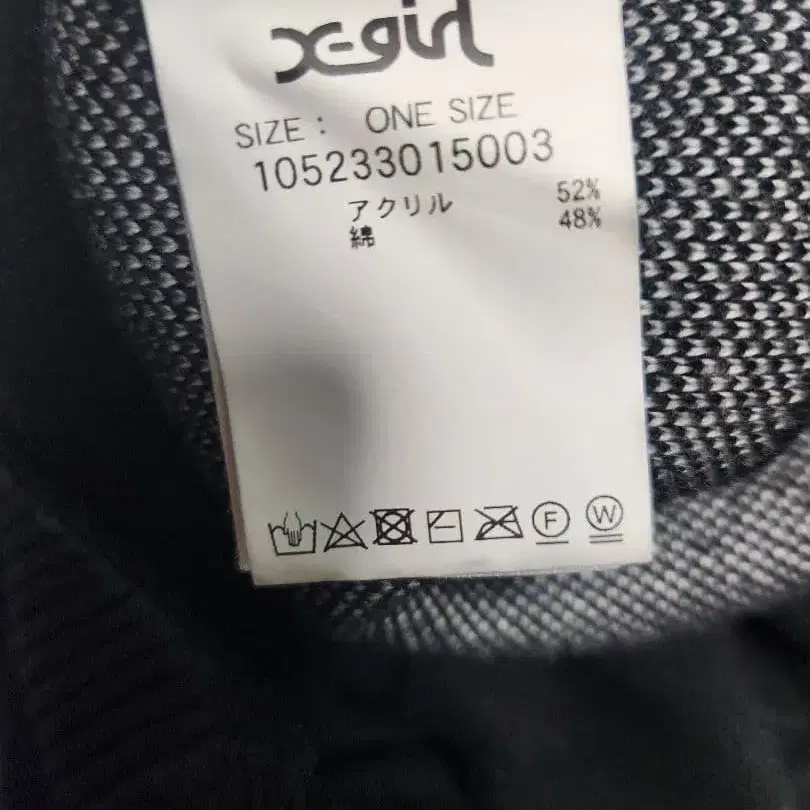 X-girl
SIZE : ONE SIZE
105233015003
アクリル 52%
綿 48%
F W